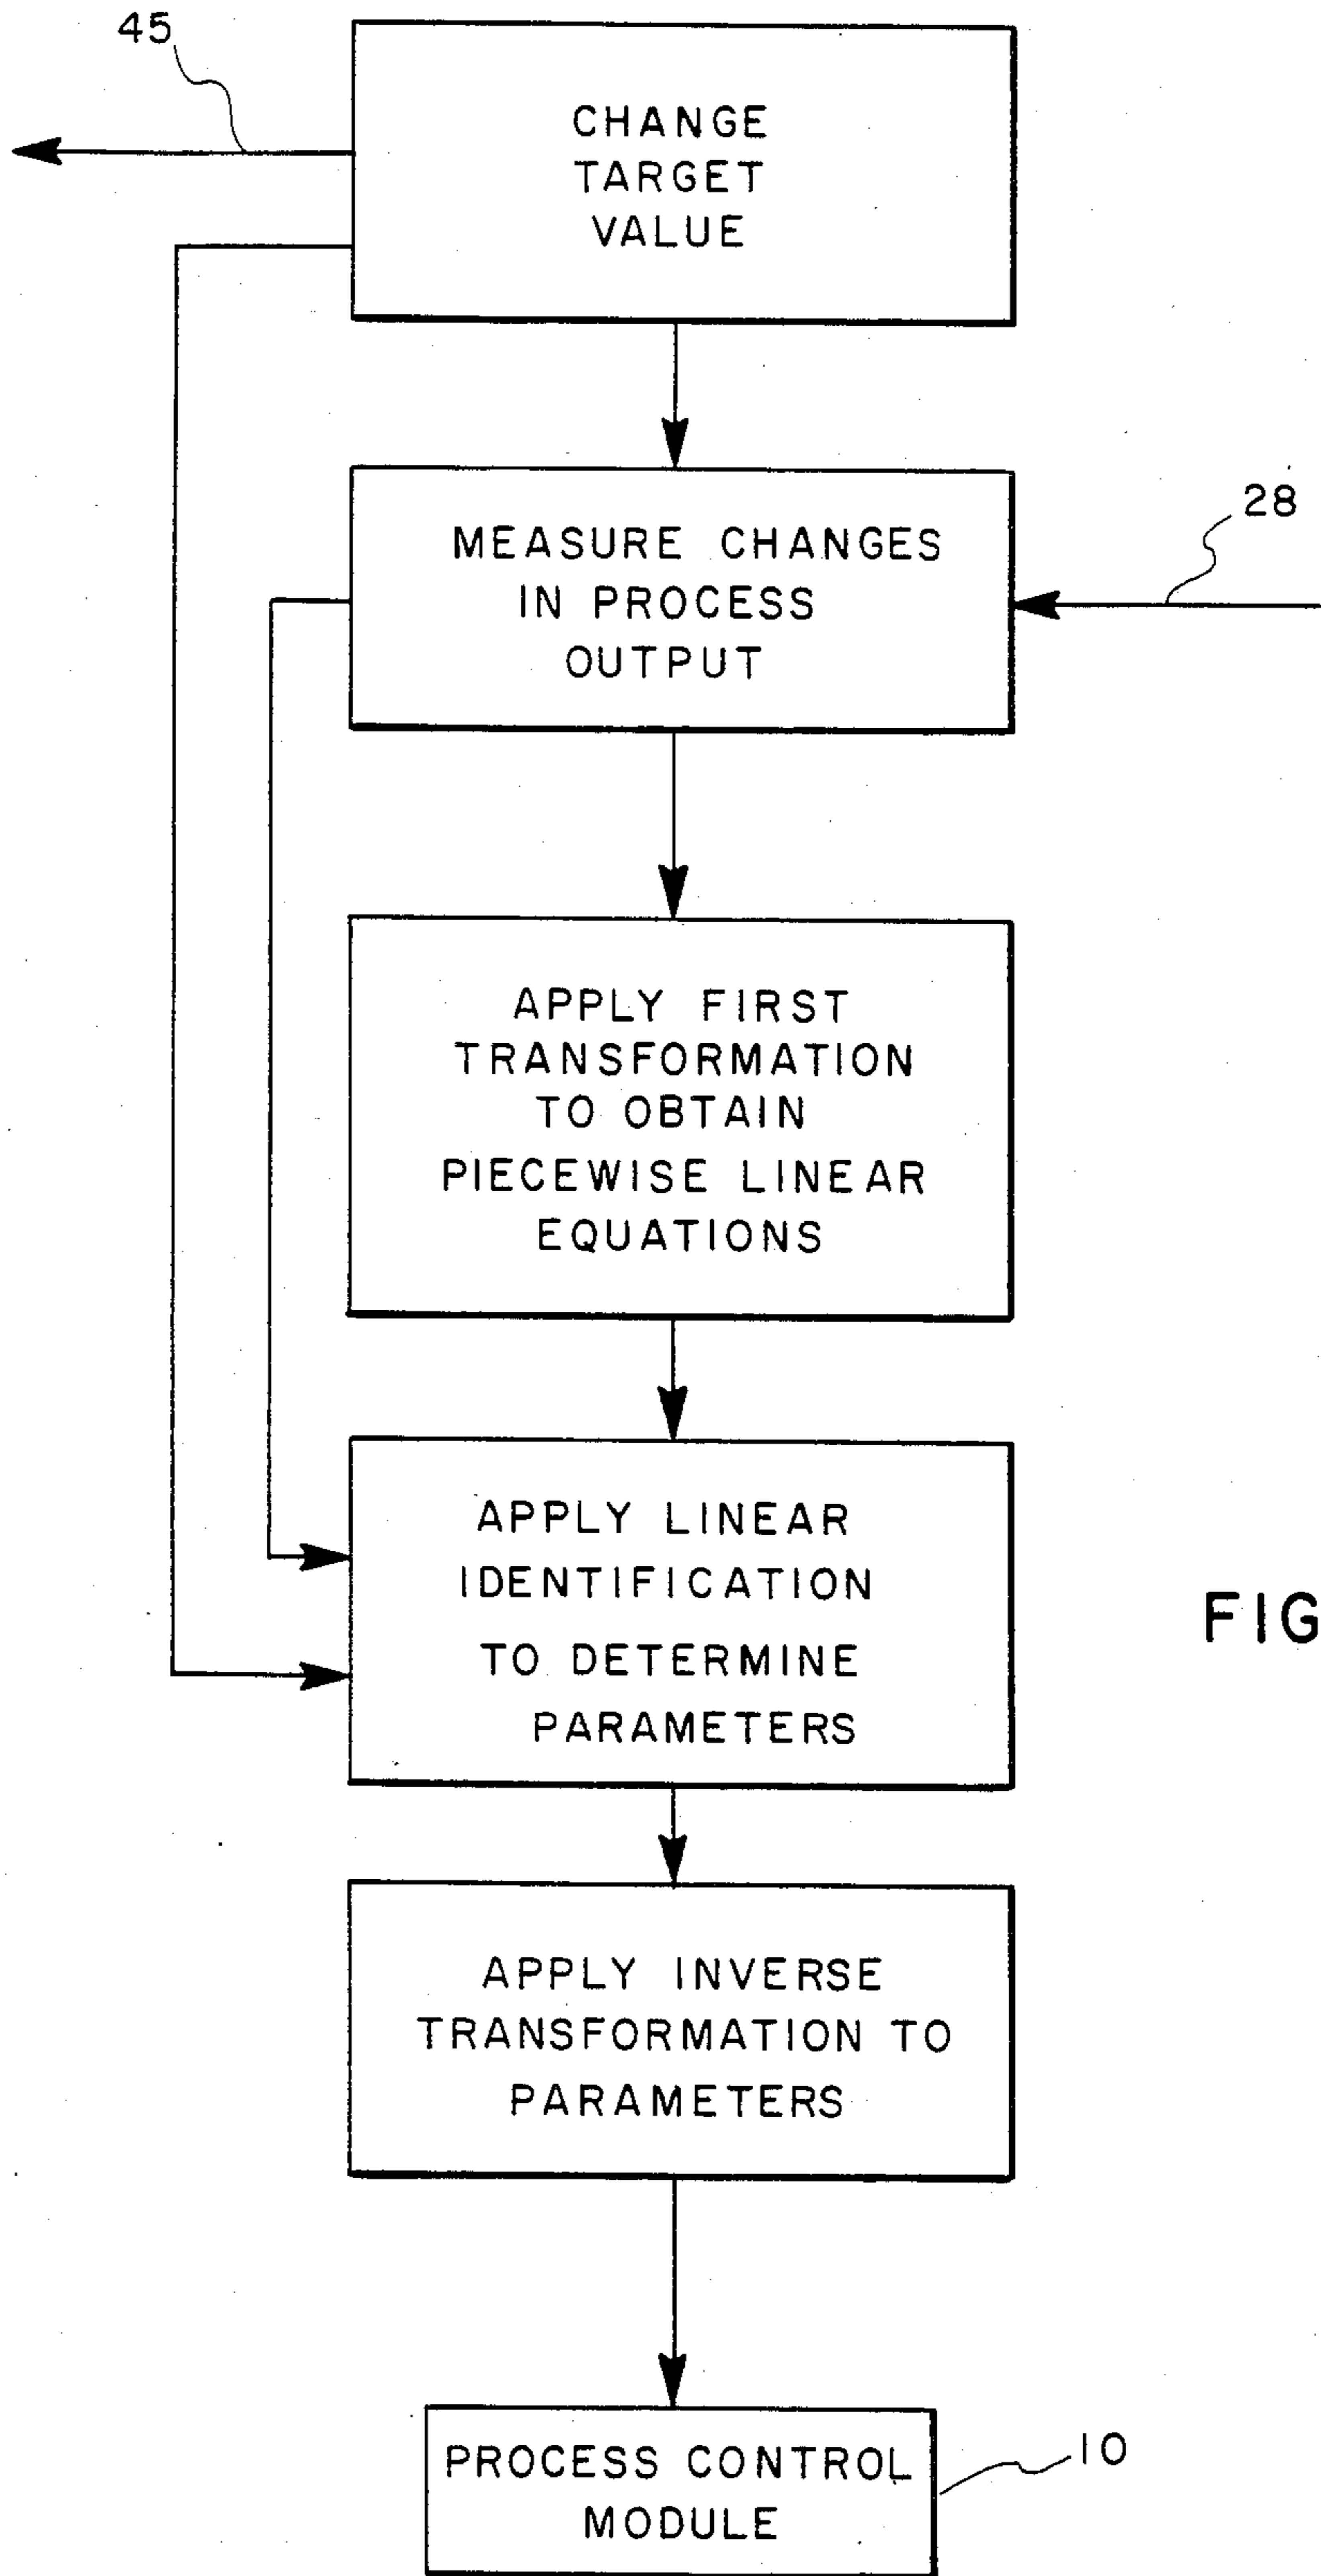 45
CHANGE
TARGET
VALUE
MEASURE CHANGES
IN PROCESS
OUTPUT
28
APPLY FIRST
TRANSFORMATION
TO OBTAIN
PIECEWISE LINEAR
EQUATIONS
APPLY LINEAR
IDENTIFICATION
TO DETERMINE
PARAMETERS
FIG
APPLY INVERSE
TRANSFORMATION TO
PARAMETERS
PROCESS CONTROL
MODULE
10